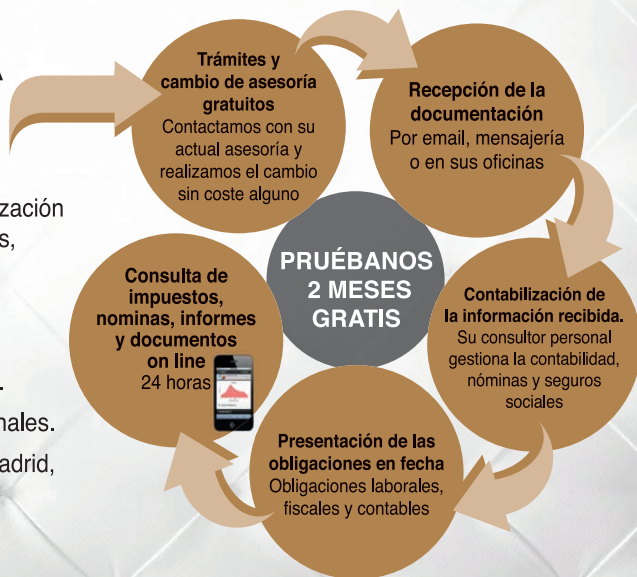 Trámites y
cambio de asesoría
gratuitos
Contactamos con su
actual asesoría y
realizamos el cambio
sin coste alguno
Recepción de la
documentación
Por email, mensajería
o en sus oficinas
Contabilización de
la información recibida.
Su consultor personal
gestiona la contabilidad,
nóminas y seguros
sociales
Presentación de las
obligaciones en fecha
Obligaciones laborales,
fiscales y contables
Consulta de
impuestos,
nominas, informes
y documentos
on line
24 horas
PRUÉBANOS
2 MESES
GRATIS